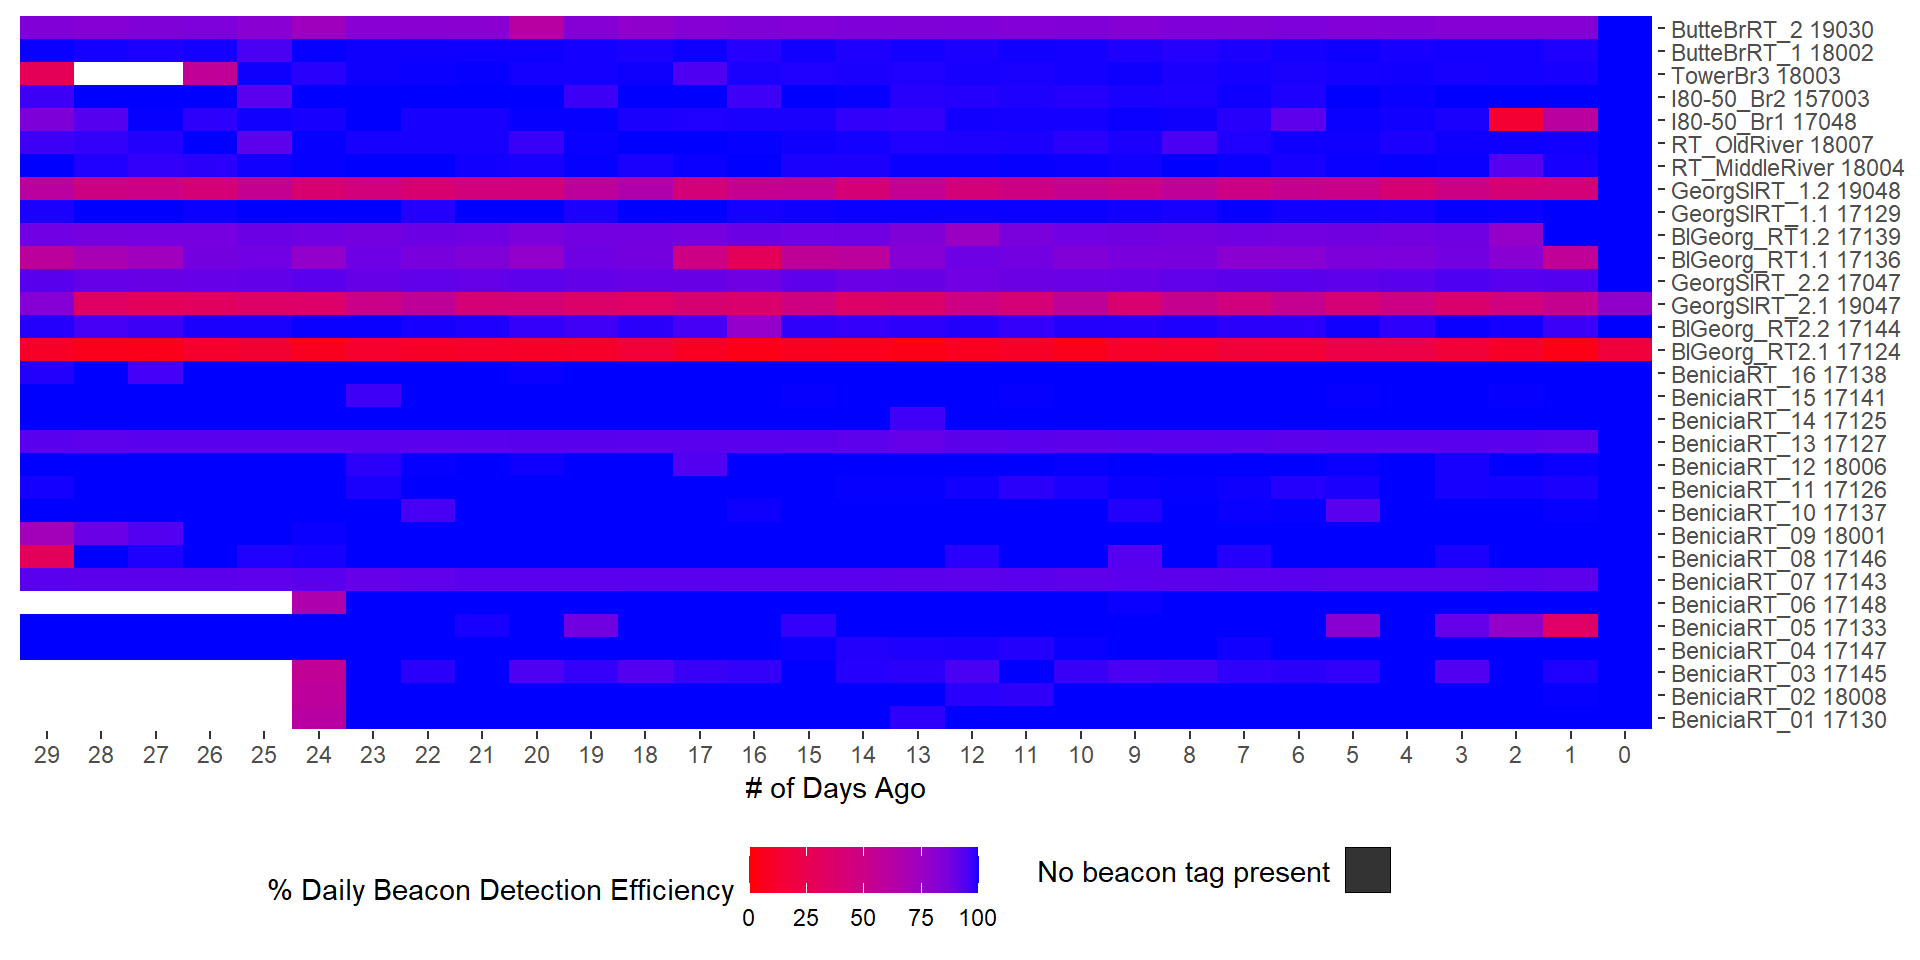 ButteBrRT_2 19030
ButteBrRT_1 18002
TowerBr3 18003
I80-50_Br2 157003
I80-50_Br1 17048
RT_OldRiver 18007
RT_MiddleRiver 18004
GeorgSlRT_1.2 19048
GeorgSlRT_1.1 17129
BlGeorg_RT1.2 17139
BlGeorg_RT1.1 17136
GeorgSlRT_2.2 17047
GeorgSlRT_2.1 19047
BlGeorg_RT2.2 17144
BlGeorg_RT2.1 17124
BeniciaRT_16 17138
BeniciaRT_15 17141
BeniciaRT_14 17125
BeniciaRT_13 17127
BeniciaRT_12 18006
BeniciaRT_11 17126
BeniciaRT_10 17137
BeniciaRT_09 18001
BeniciaRT_08 17146
BeniciaRT_07 17143
BeniciaRT_06 17148
BeniciaRT_05 17133
BeniciaRT_04 17147
BeniciaRT_03 17145
BeniciaRT_02 18008
BeniciaRT_01 17130
29 28 27 26 25 24 23 22 21 20 19 18 17 16 15 14 13 12 11 10 9 8 7 6 5 4 3 2 1 0
# of Days Ago
% Daily Beacon Detection Efficiency
0 25 50 75 100
No beacon tag present